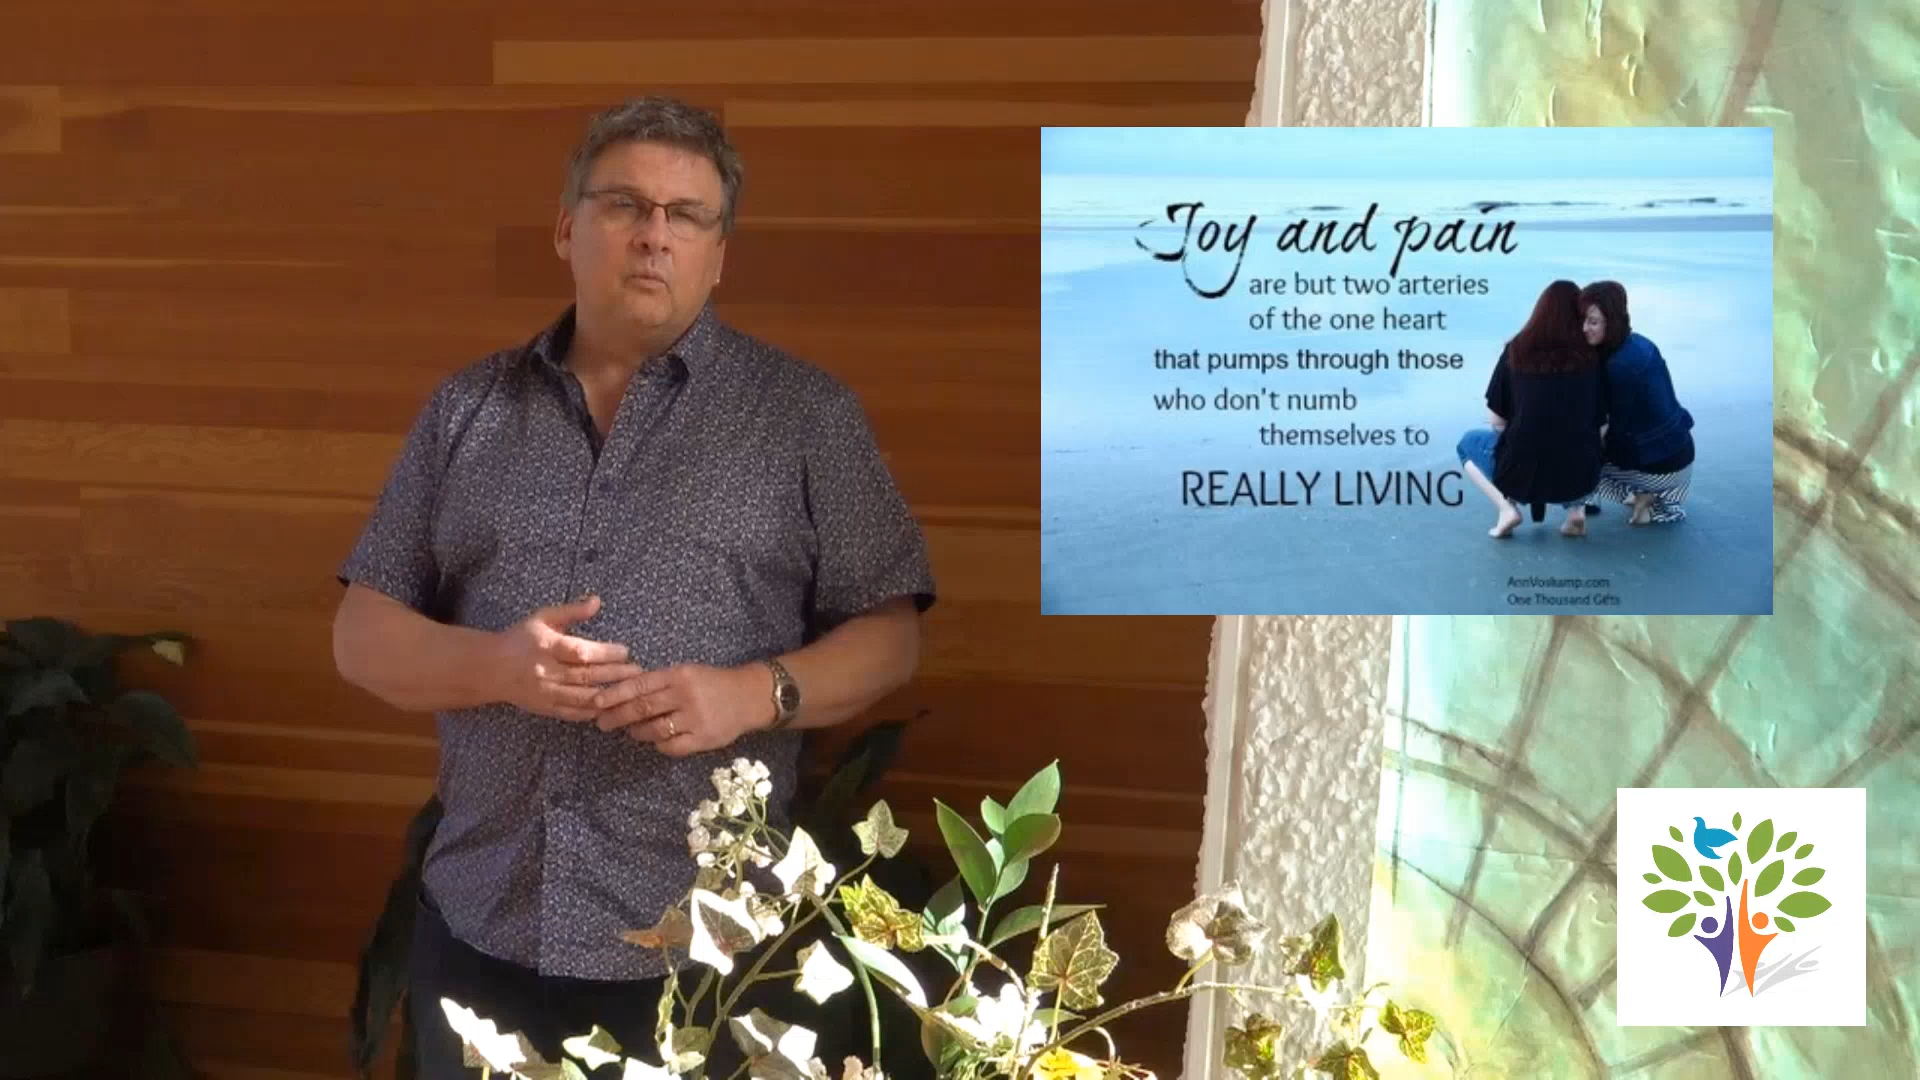 Joy and pain
are but two arteries
of the one heart
that pumps through those
who don't numb
themselves to
REALLY LIVING
AnnVoskamp.com
One Thousand Gifts